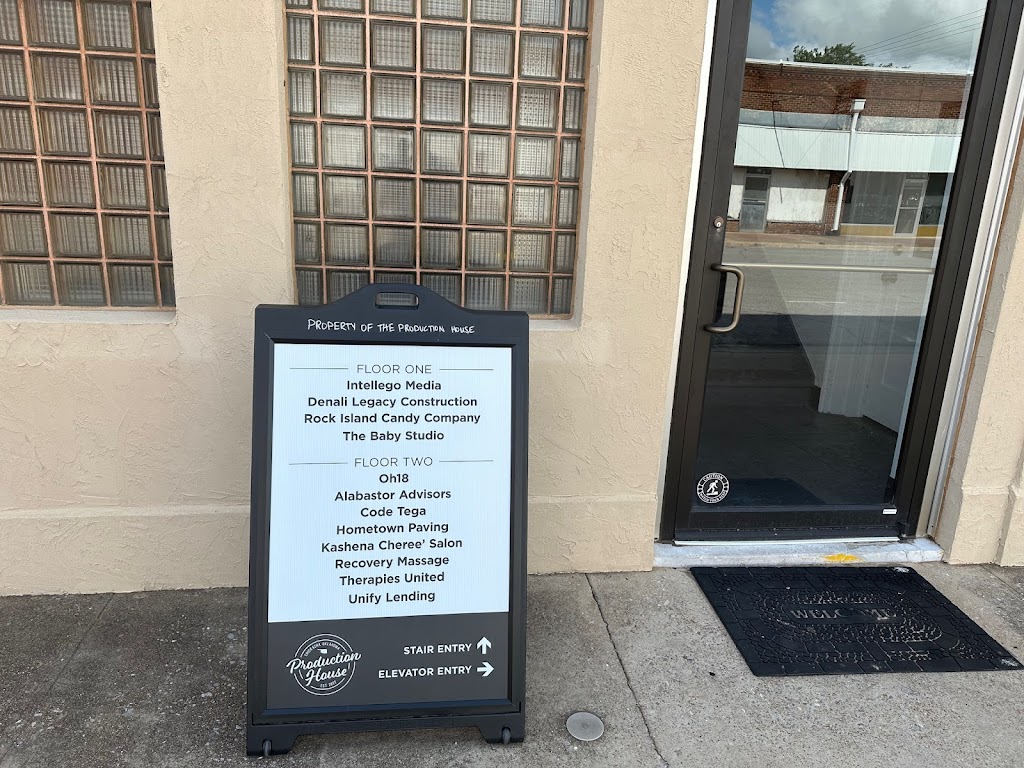 PROPERTY OF THE PRODUCTION HOUSE
FLOOR ONE
Intellego Media
Denali Legacy Construction
Rock Island Candy Company
The Baby Studio
FLOOR TWO
Oh18
Alabastor Advisors
Code Tega
Hometown Paving
Kashena Cheree' Salon
Recovery Massage
Therapies United
Unify Lending
Production
House
STAIR ENTRY ↑
ELEVATOR ENTRY →
CAUTION
WELCOME